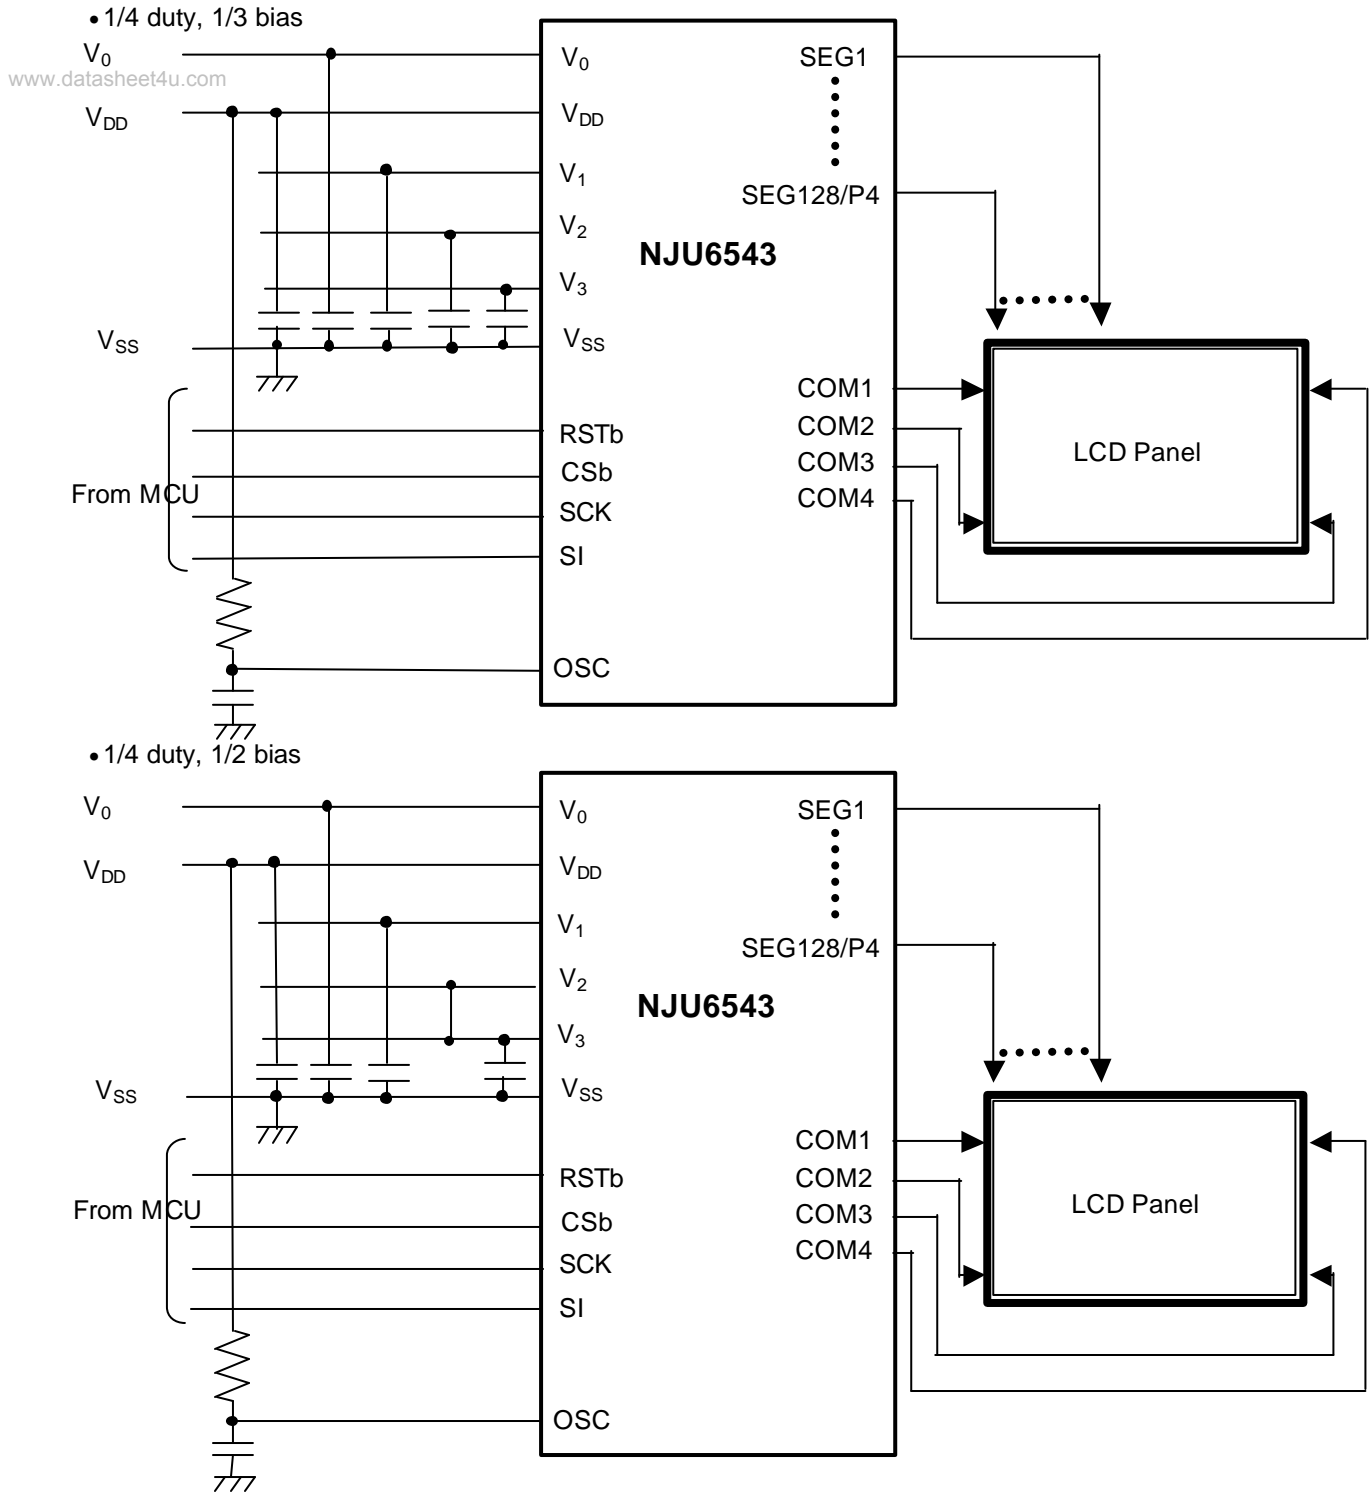 • 1/4 duty, 1/3 bias
V0
www.datasheet4u.com
VDD
VSS
From MCU
V0
VDD
V1
V2
V3
VSS
RSTb
CSb
SCK
SI
OSC
NJU6543
SEG1
SEG128/P4
COM1
COM2
COM3
COM4
LCD Panel
• 1/4 duty, 1/2 bias
V0
VDD
VSS
From MCU
V0
VDD
V1
V2
V3
VSS
RSTb
CSb
SCK
SI
OSC
NJU6543
SEG1
SEG128/P4
COM1
COM2
COM3
COM4
LCD Panel